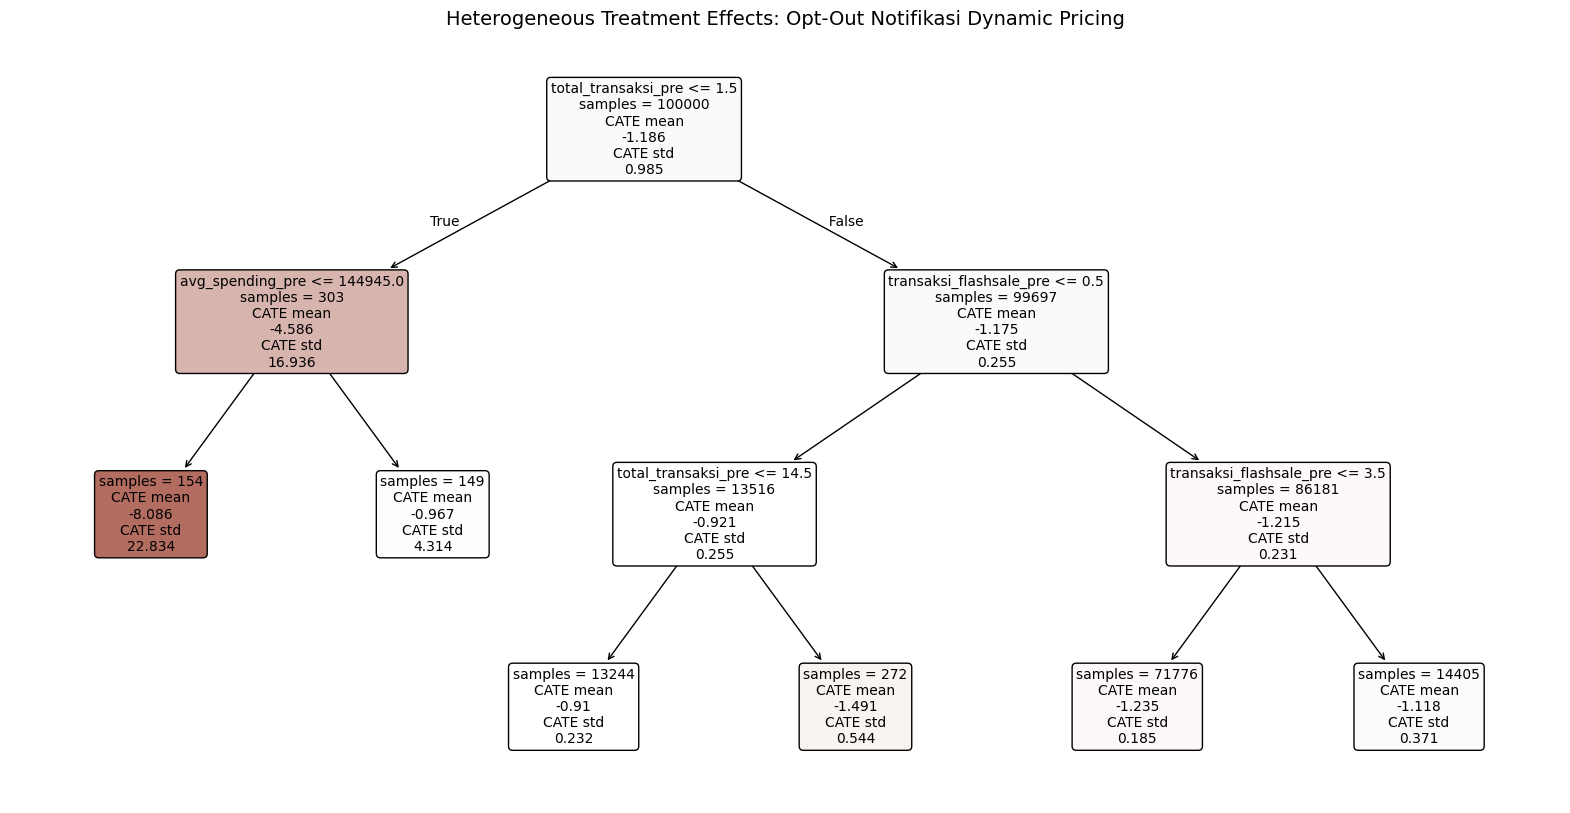 Heterogeneous Treatment Effects: Opt-Out Notifikasi Dynamic Pricing
total_transaksi_pre <= 1.5
samples = 100000
CATE mean
-1.186
CATE std
0.985
True
False
avg_spending_pre <= 144945.0
samples = 303
CATE mean
-4.586
CATE std
16.936
transaksi_flashsale_pre <= 0.5
samples = 99697
CATE mean
-1.175
CATE std
0.255
samples = 154
CATE mean
-8.086
CATE std
22.834
samples = 149
CATE mean
-0.967
CATE std
4.314
total_transaksi_pre <= 14.5
samples = 13516
CATE mean
-0.921
CATE std
0.255
transaksi_flashsale_pre <= 3.5
samples = 86181
CATE mean
-1.215
CATE std
0.231
samples = 13244
CATE mean
-0.91
CATE std
0.232
samples = 272
CATE mean
-1.491
CATE std
0.544
samples = 71776
CATE mean
-1.235
CATE std
0.185
samples = 14405
CATE mean
-1.118
CATE std
0.371